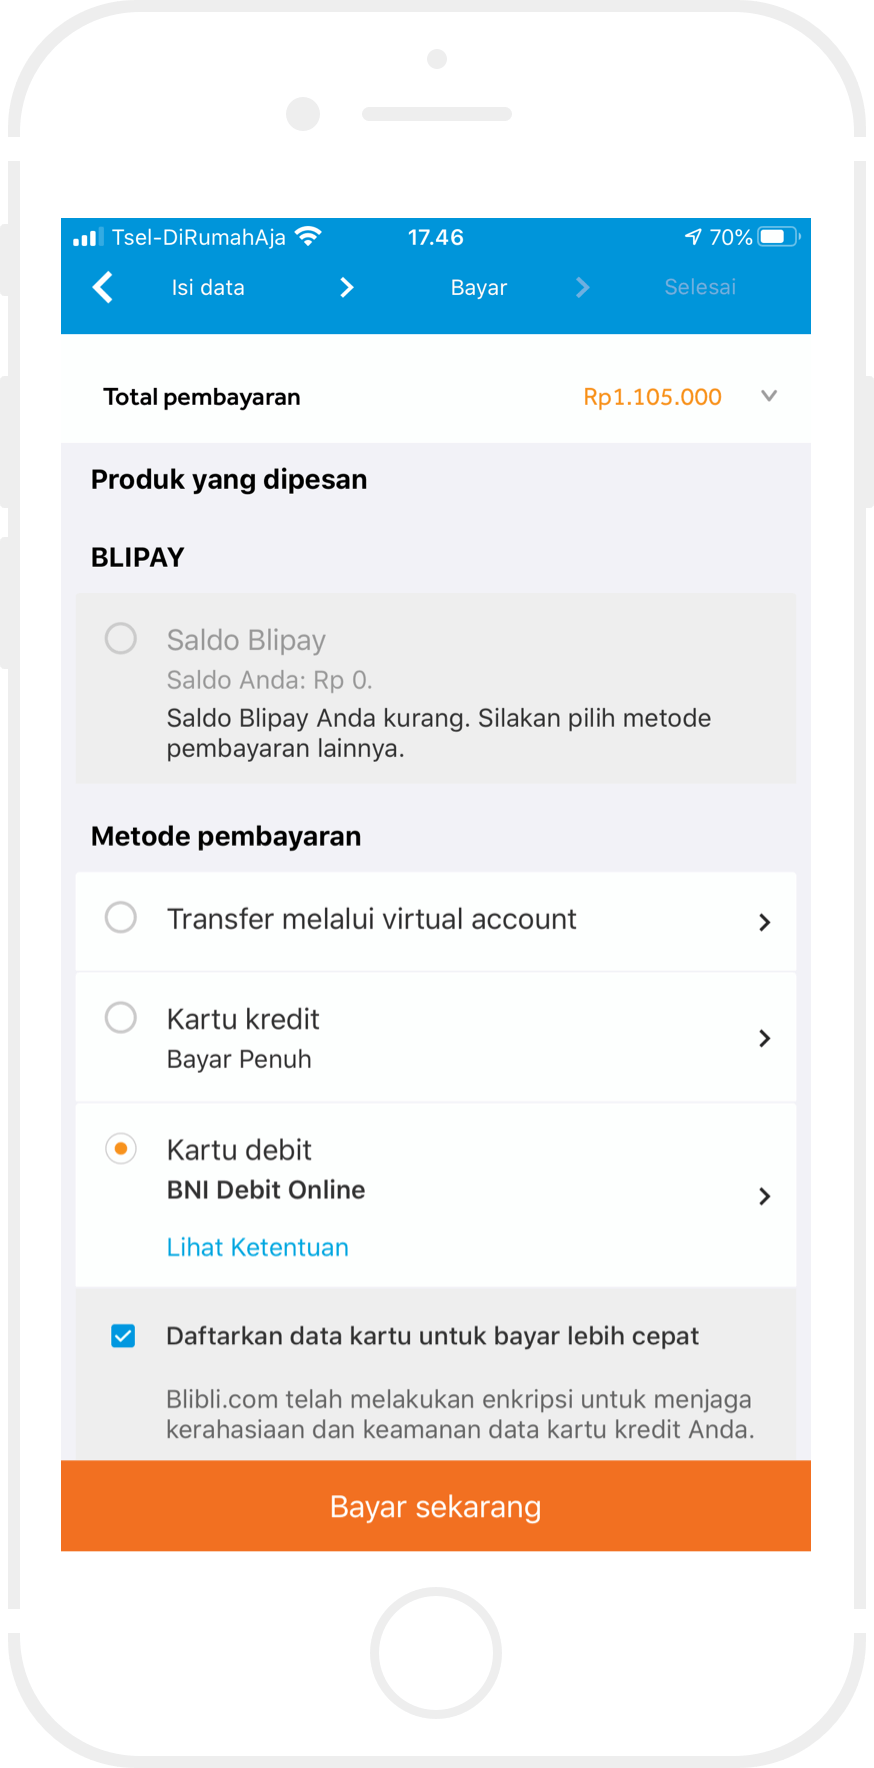 Tsel-DiRumahAja 17.46 70%
Isi data Bayar Selesai
Total pembayaran Rp1.105.000
Produk yang dipesan
BLIPAY
Saldo Blipay
Saldo Anda: Rp 0.
Saldo Blipay Anda kurang. Silakan pilih metode
pembayaran lainnya.
Metode pembayaran
Transfer melalui virtual account
Kartu kredit
Bayar Penuh
Kartu debit
BNI Debit Online
Lihat Ketentuan
Daftarkan data kartu untuk bayar lebih cepat
Blibli.com telah melakukan enkripsi untuk menjaga
kerahasiaan dan keamanan data kartu kredit Anda.
Bayar sekarang